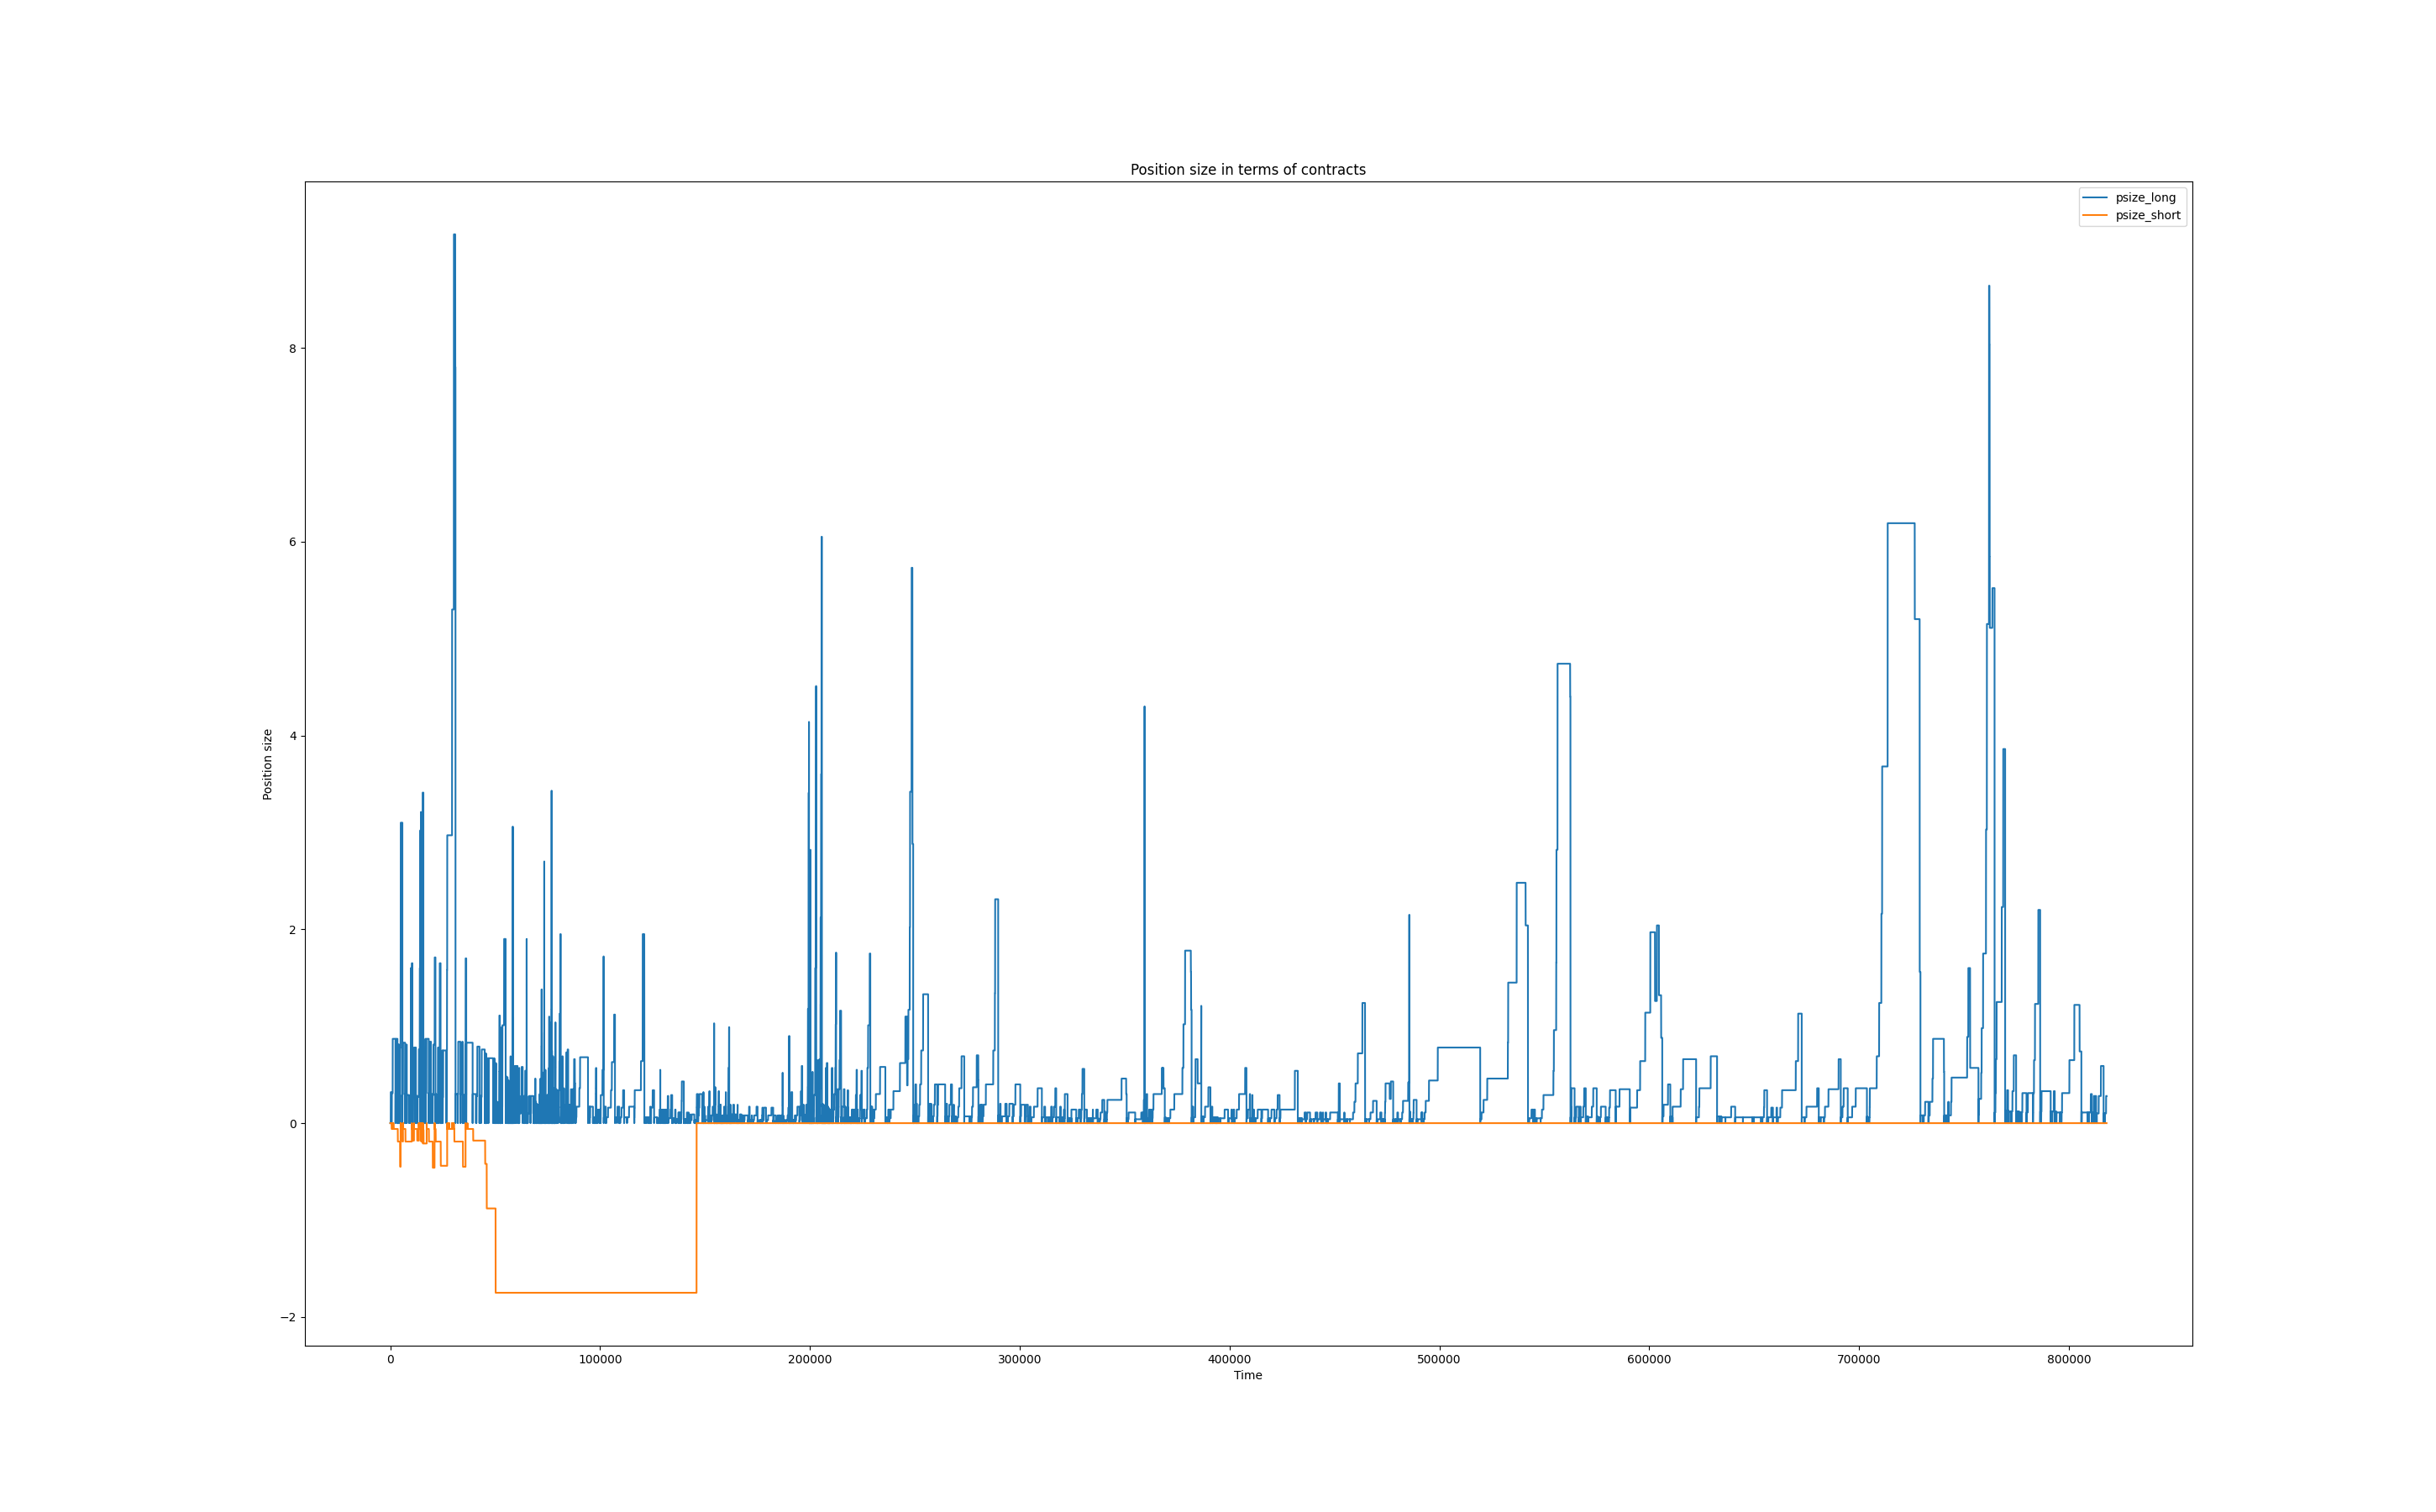 Position size in terms of contracts
psize_long
psize_short
8
6
4
2
0
−2
Position size
0 100000 200000 300000 400000 500000 600000 700000 800000
Time